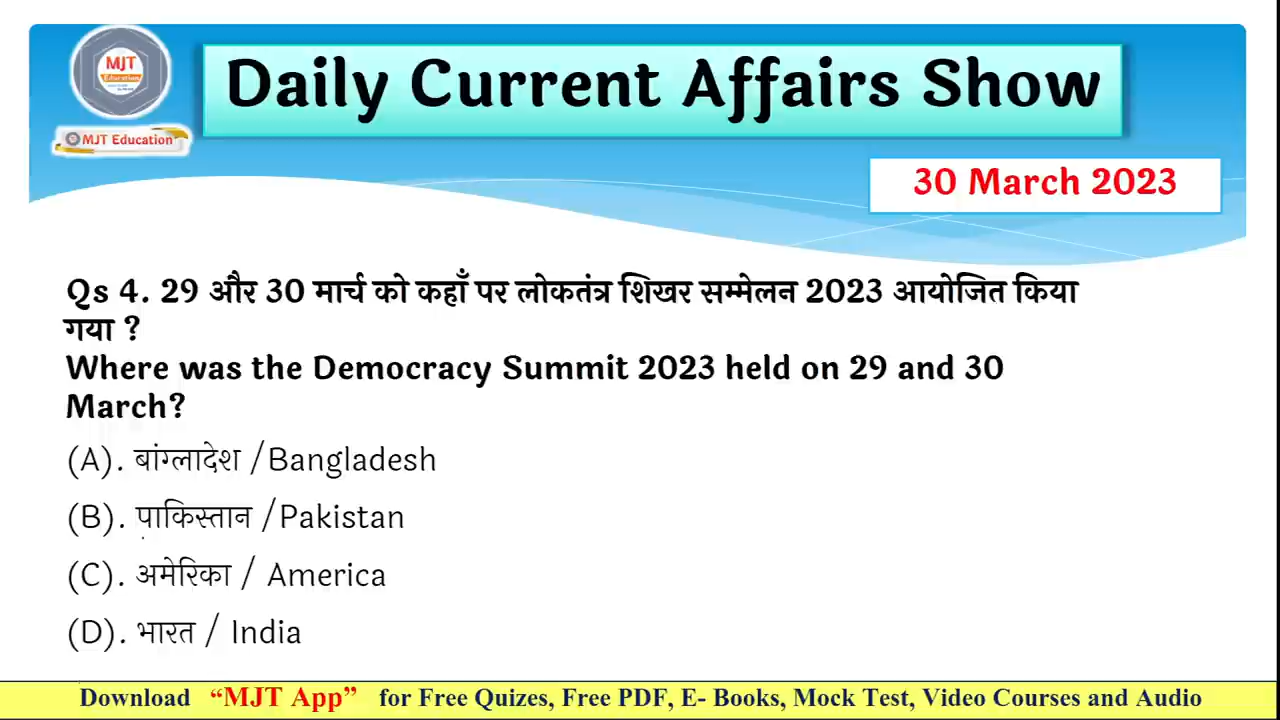 MJT
Education
MJT Education
Daily Current Affairs Show
30 March 2023
Qs 4. 29 और 30 मार्च को कहाँ पर लोकतंत्र शिखर सम्मेलन 2023 आयोजित किया
गया ?
Where was the Democracy Summit 2023 held on 29 and 30
March?
(A). बांग्लादेश /Bangladesh
(B). पाकिस्तान /Pakistan
(C). अमेरिका / America
(D). भारत / India
Download “MJT App” for Free Quizes, Free PDF, E- Books, Mock Test, Video Courses and Audio